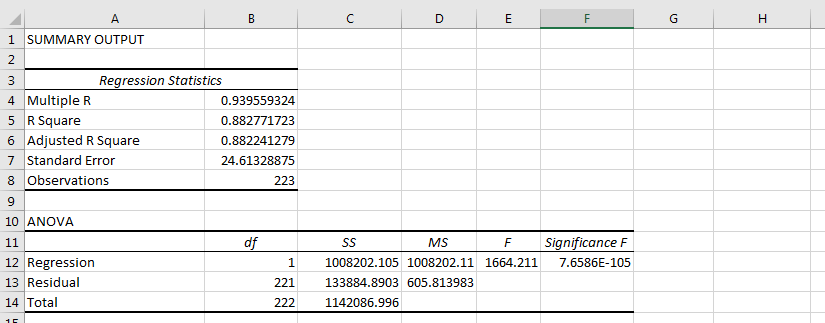 A B C D E F G H
1 SUMMARY OUTPUT
2
3 Regression Statistics
4 Multiple R 0.939559324
5 R Square 0.882771723
6 Adjusted R Square 0.882241279
7 Standard Error 24.61328875
8 Observations 223
9
10 ANOVA
11 df SS MS F Significance F
12 Regression 1 1008202.105 1008202.11 1664.211 7.6586E-105
13 Residual 221 133884.8903 605.813983
14 Total 222 1142086.996
15